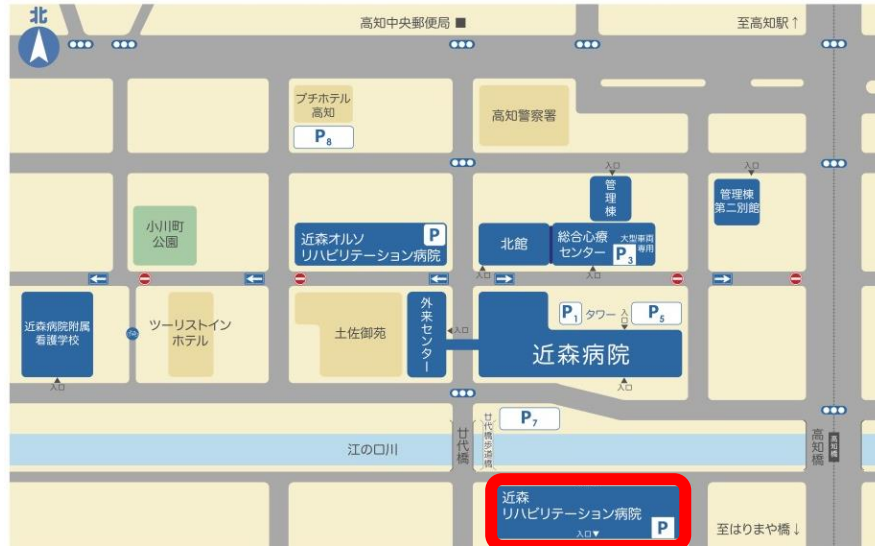 北
高知中央郵便局 ■
至高知駅↑
プチホテル
高知
P8
高知警察署
入口
管理棟
入口
管理棟
第二別館
小川町
公園
近森オルソ
リハビリテーション病院
P
北館
総合心療
センター
大型車両
専用
P3
入口
入口
近森病院附属
看護学校
入口
ツーリストイン
ホテル
土佐御苑
外来センター
入口
P1
タワー
入口
P5
近森病院
入口
P7
江の口川
廿代橋
廿代橋歩道橋
高知橋
高知橋
近森
リハビリテーション病院
入口▼
P
至はりまや橋↓